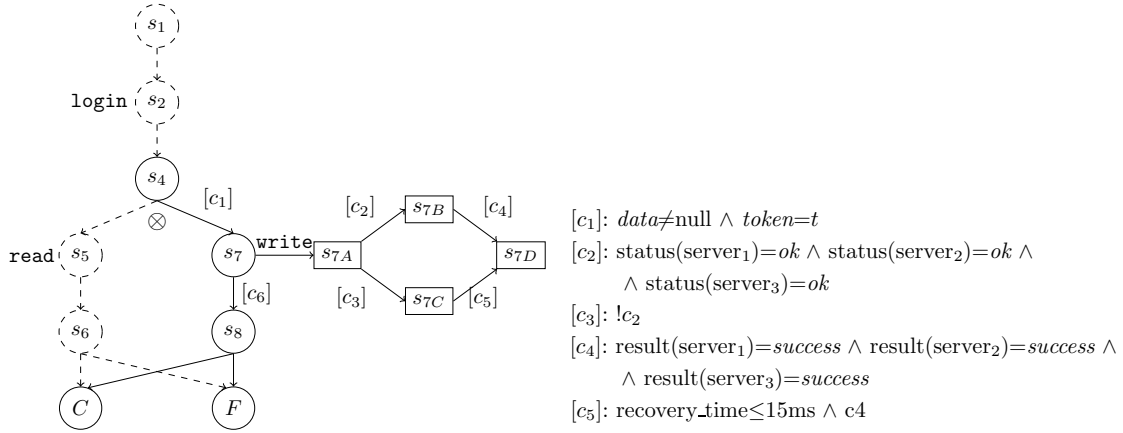 s1
login s2
s4
[c1]
⊗
read s5
s7
write
s7A
[c2]
s7B
[c4]
s7D
[c3]
s7C
[c5]
[c6]
s6
s8
C
F
[c1]: data≠null ∧ token=t
[c2]: status(server1)=ok ∧ status(server2)=ok ∧
∧ status(server3)=ok
[c3]: !c2
[c4]: result(server1)=success ∧ result(server2)=success ∧
∧ result(server3)=success
[c5]: recovery_time≤15ms ∧ c4